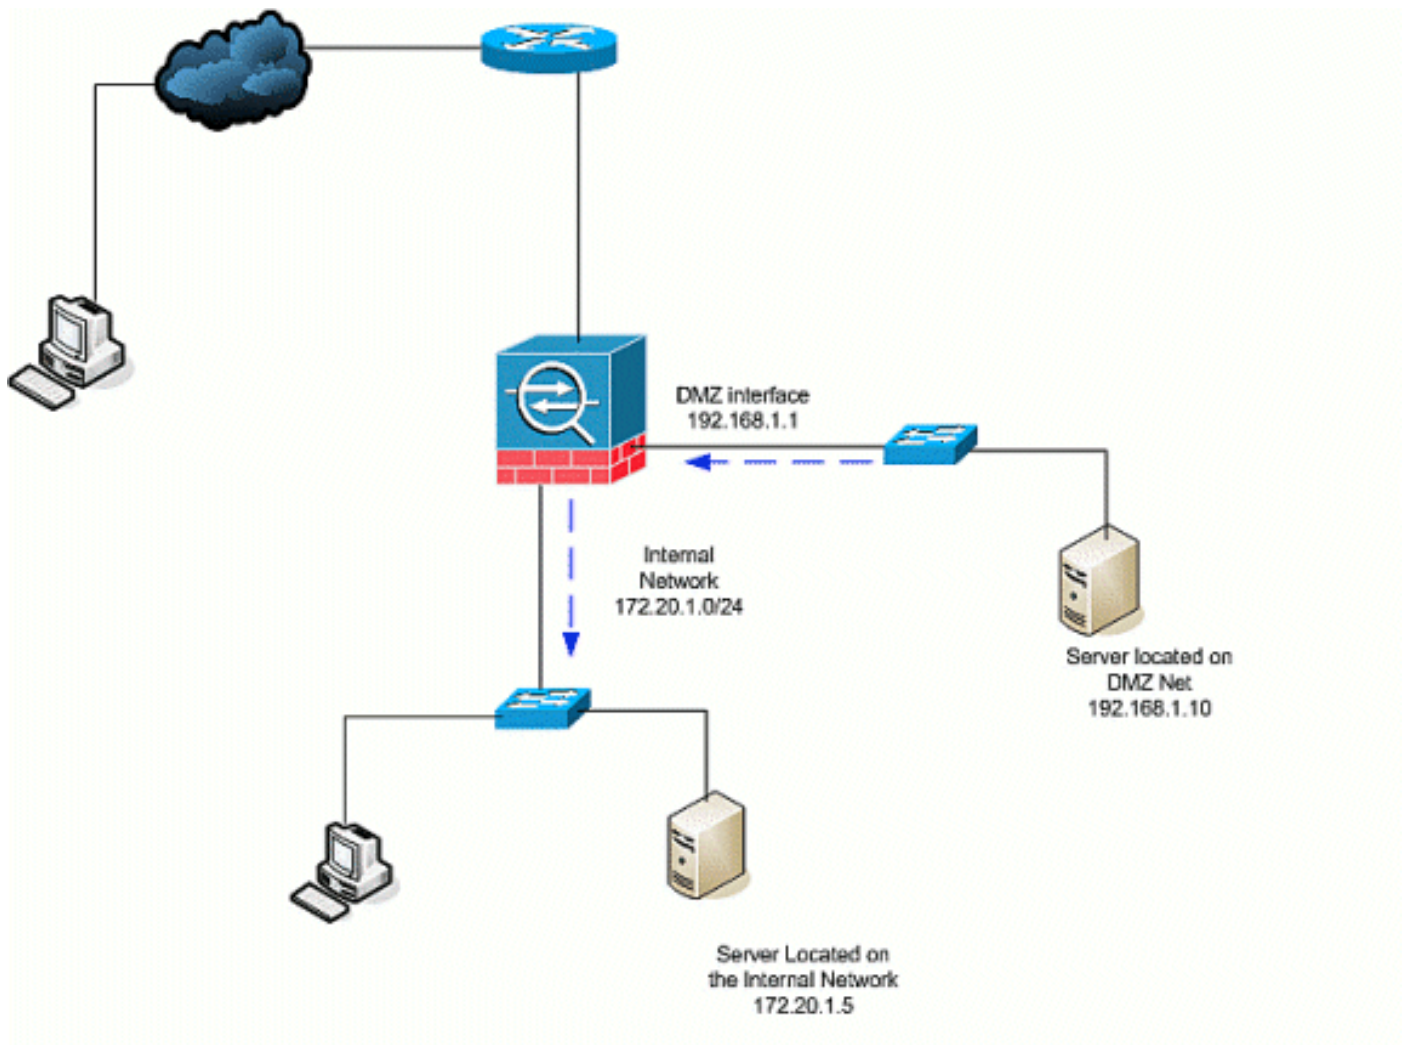 DMZ interface
192.168.1.1
Internal
Network
172.20.1.0/24
Server located on
DMZ Net
192.168.1.10
Server Located on
the Internal Network
172.20.1.5